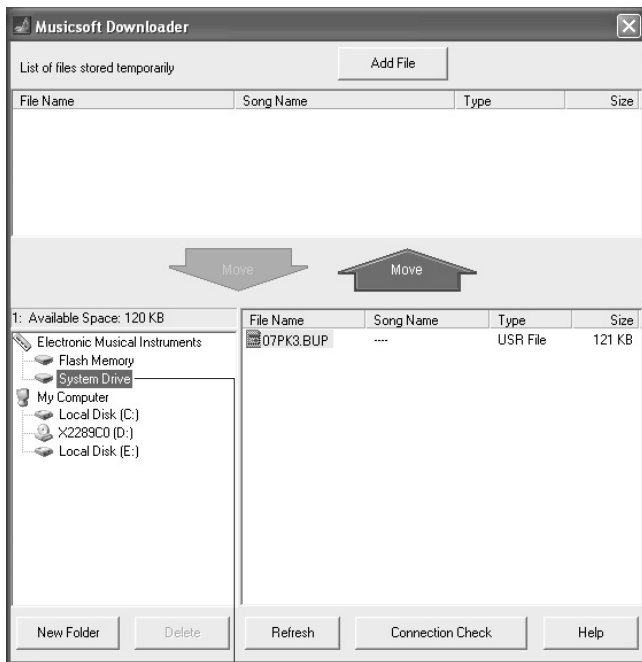 Musicsoft Downloader
List of files stored temporarily
Add File
File Name Song Name Type Size
Move Move
1: Available Space: 120 KB
Electronic Musical Instruments
Flash Memory
System Drive
My Computer
Local Disk (C:)
X2289C0 (D:)
Local Disk (E:)
File Name Song Name Type Size
07PK3.BUP ---- USR File 121 KB
New Folder Delete Refresh Connection Check Help